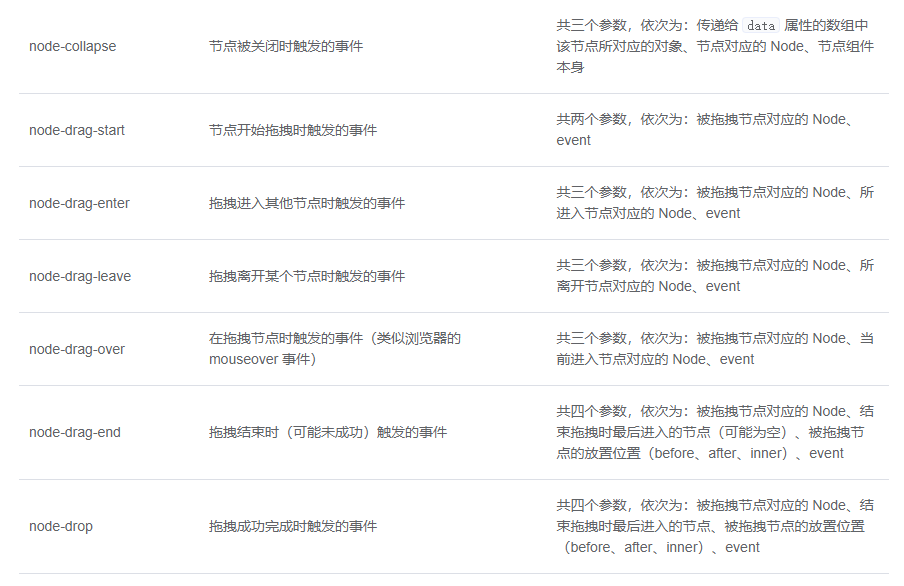 共三个参数，依次为：传递给 data 属性的数组中
node-collapse 节点被关闭时触发的事件 该节点所对应的对象、节点对应的 Node、节点组件
本身
node-drag-start 节点开始拖拽时触发的事件 共两个参数，依次为：被拖拽节点对应的 Node、
event
node-drag-enter 拖拽进入其他节点时触发的事件 共三个参数，依次为：被拖拽节点对应的 Node、所
进入节点对应的 Node、event
node-drag-leave 拖拽离开某个节点时触发的事件 共三个参数，依次为：被拖拽节点对应的 Node、所
离开节点对应的 Node、event
node-drag-over 在拖拽节点时触发的事件（类似浏览器的 共三个参数，依次为：被拖拽节点对应的 Node、当
mouseover 事件） 前进入节点对应的 Node、event
共四个参数，依次为：被拖拽节点对应的 Node、结
node-drag-end 拖拽结束时（可能未成功）触发的事件 束拖拽时最后进入的节点（可能为空）、被拖拽节
点的放置位置（before、after、inner）、event
共四个参数，依次为：被拖拽节点对应的 Node、结
node-drop 拖拽成功完成时触发的事件 束拖拽时最后进入的节点、被拖拽节点的放置位置
（before、after、inner）、event